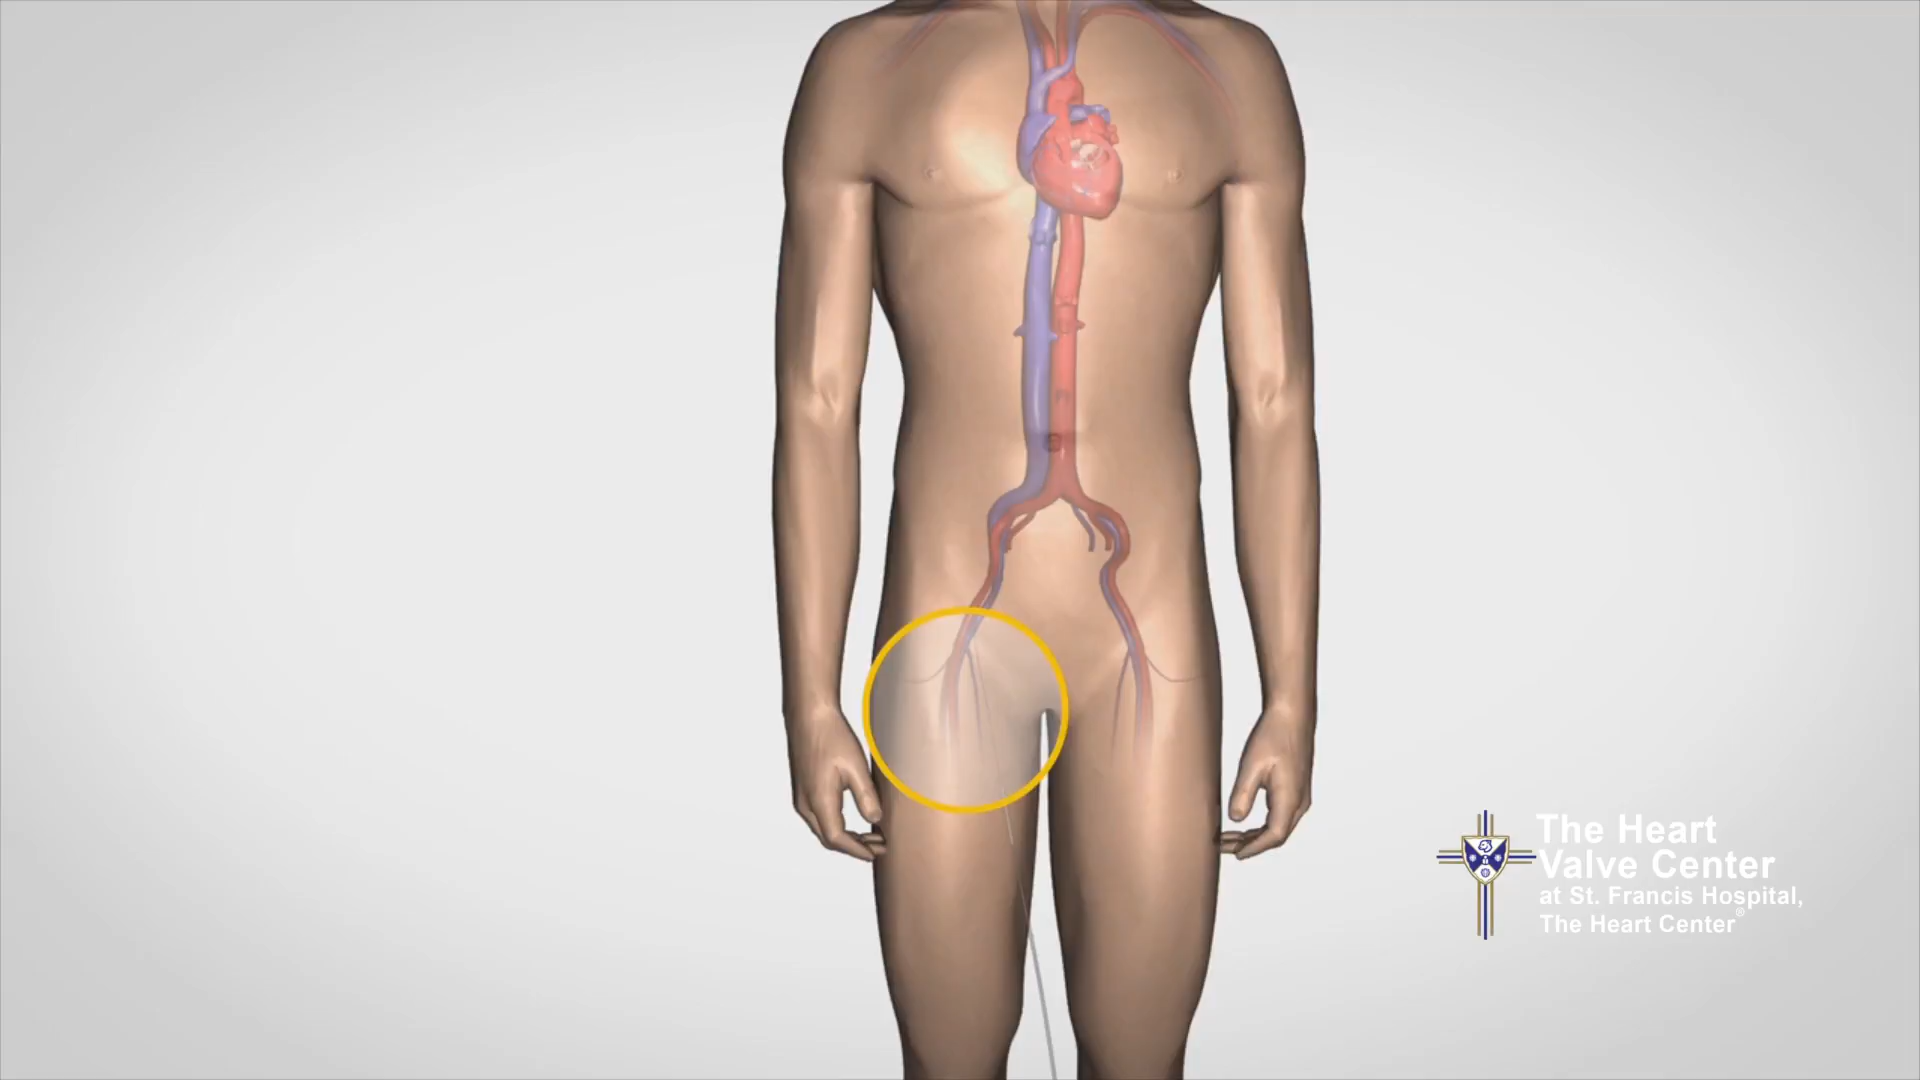 The Heart
Valve Center
at St. Francis Hospital,
The Heart Center®